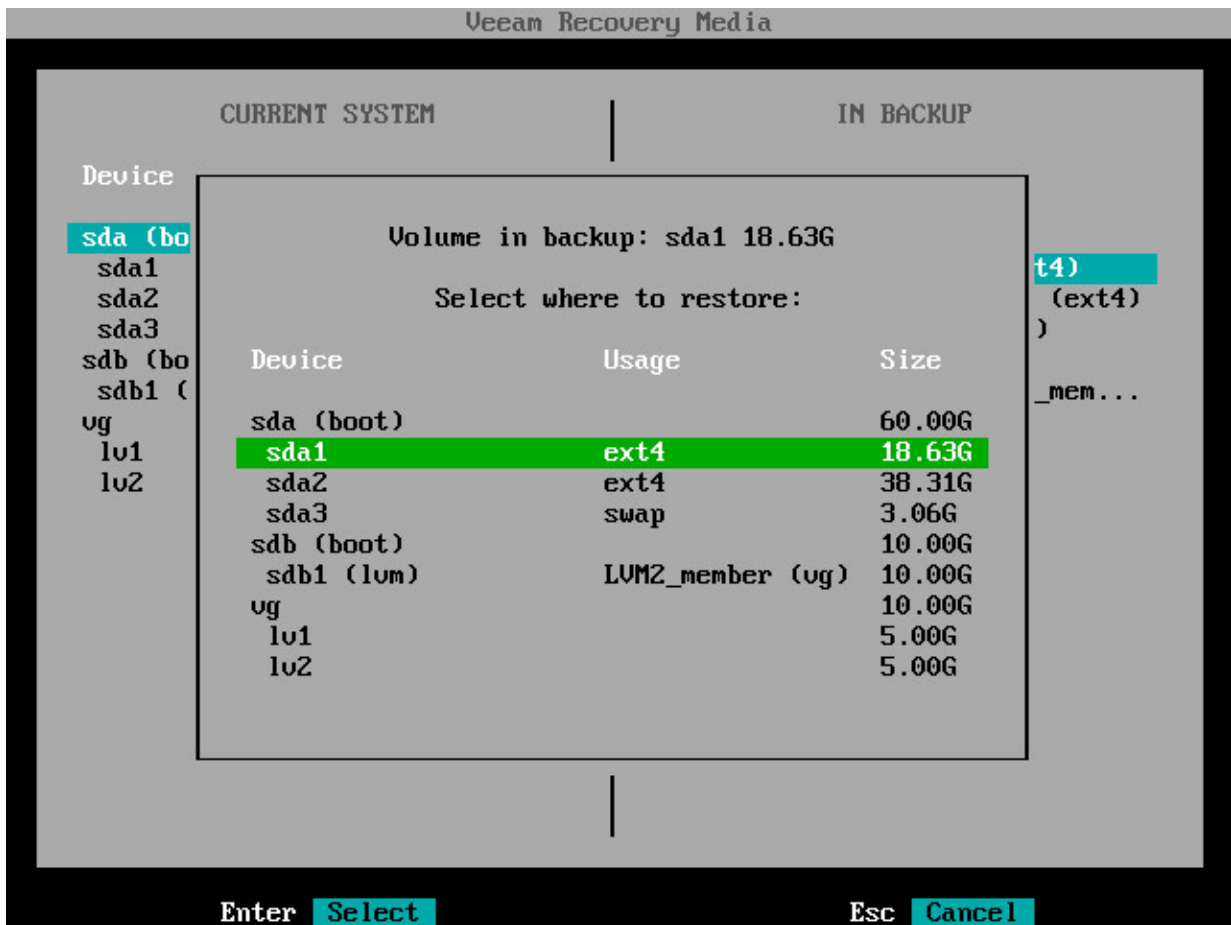 Veeam Recovery Media
CURRENT SYSTEM IN BACKUP
Device
sda (bo Volume in backup: sda1 18.63G
sda1 t4)
sda2 Select where to restore: (ext4)
sda3 )
sdb (bo Device Usage Size
sdb1 ( _mem...
vg sda (boot) 60.00G
lv1 sda1 ext4 18.63G
lv2 sda2 ext4 38.31G
sda3 swap 3.06G
sdb (boot) 10.00G
sdb1 (lvm) LVM2_member (vg) 10.00G
vg 10.00G
lv1 5.00G
lv2 5.00G
Enter Select Esc Cancel